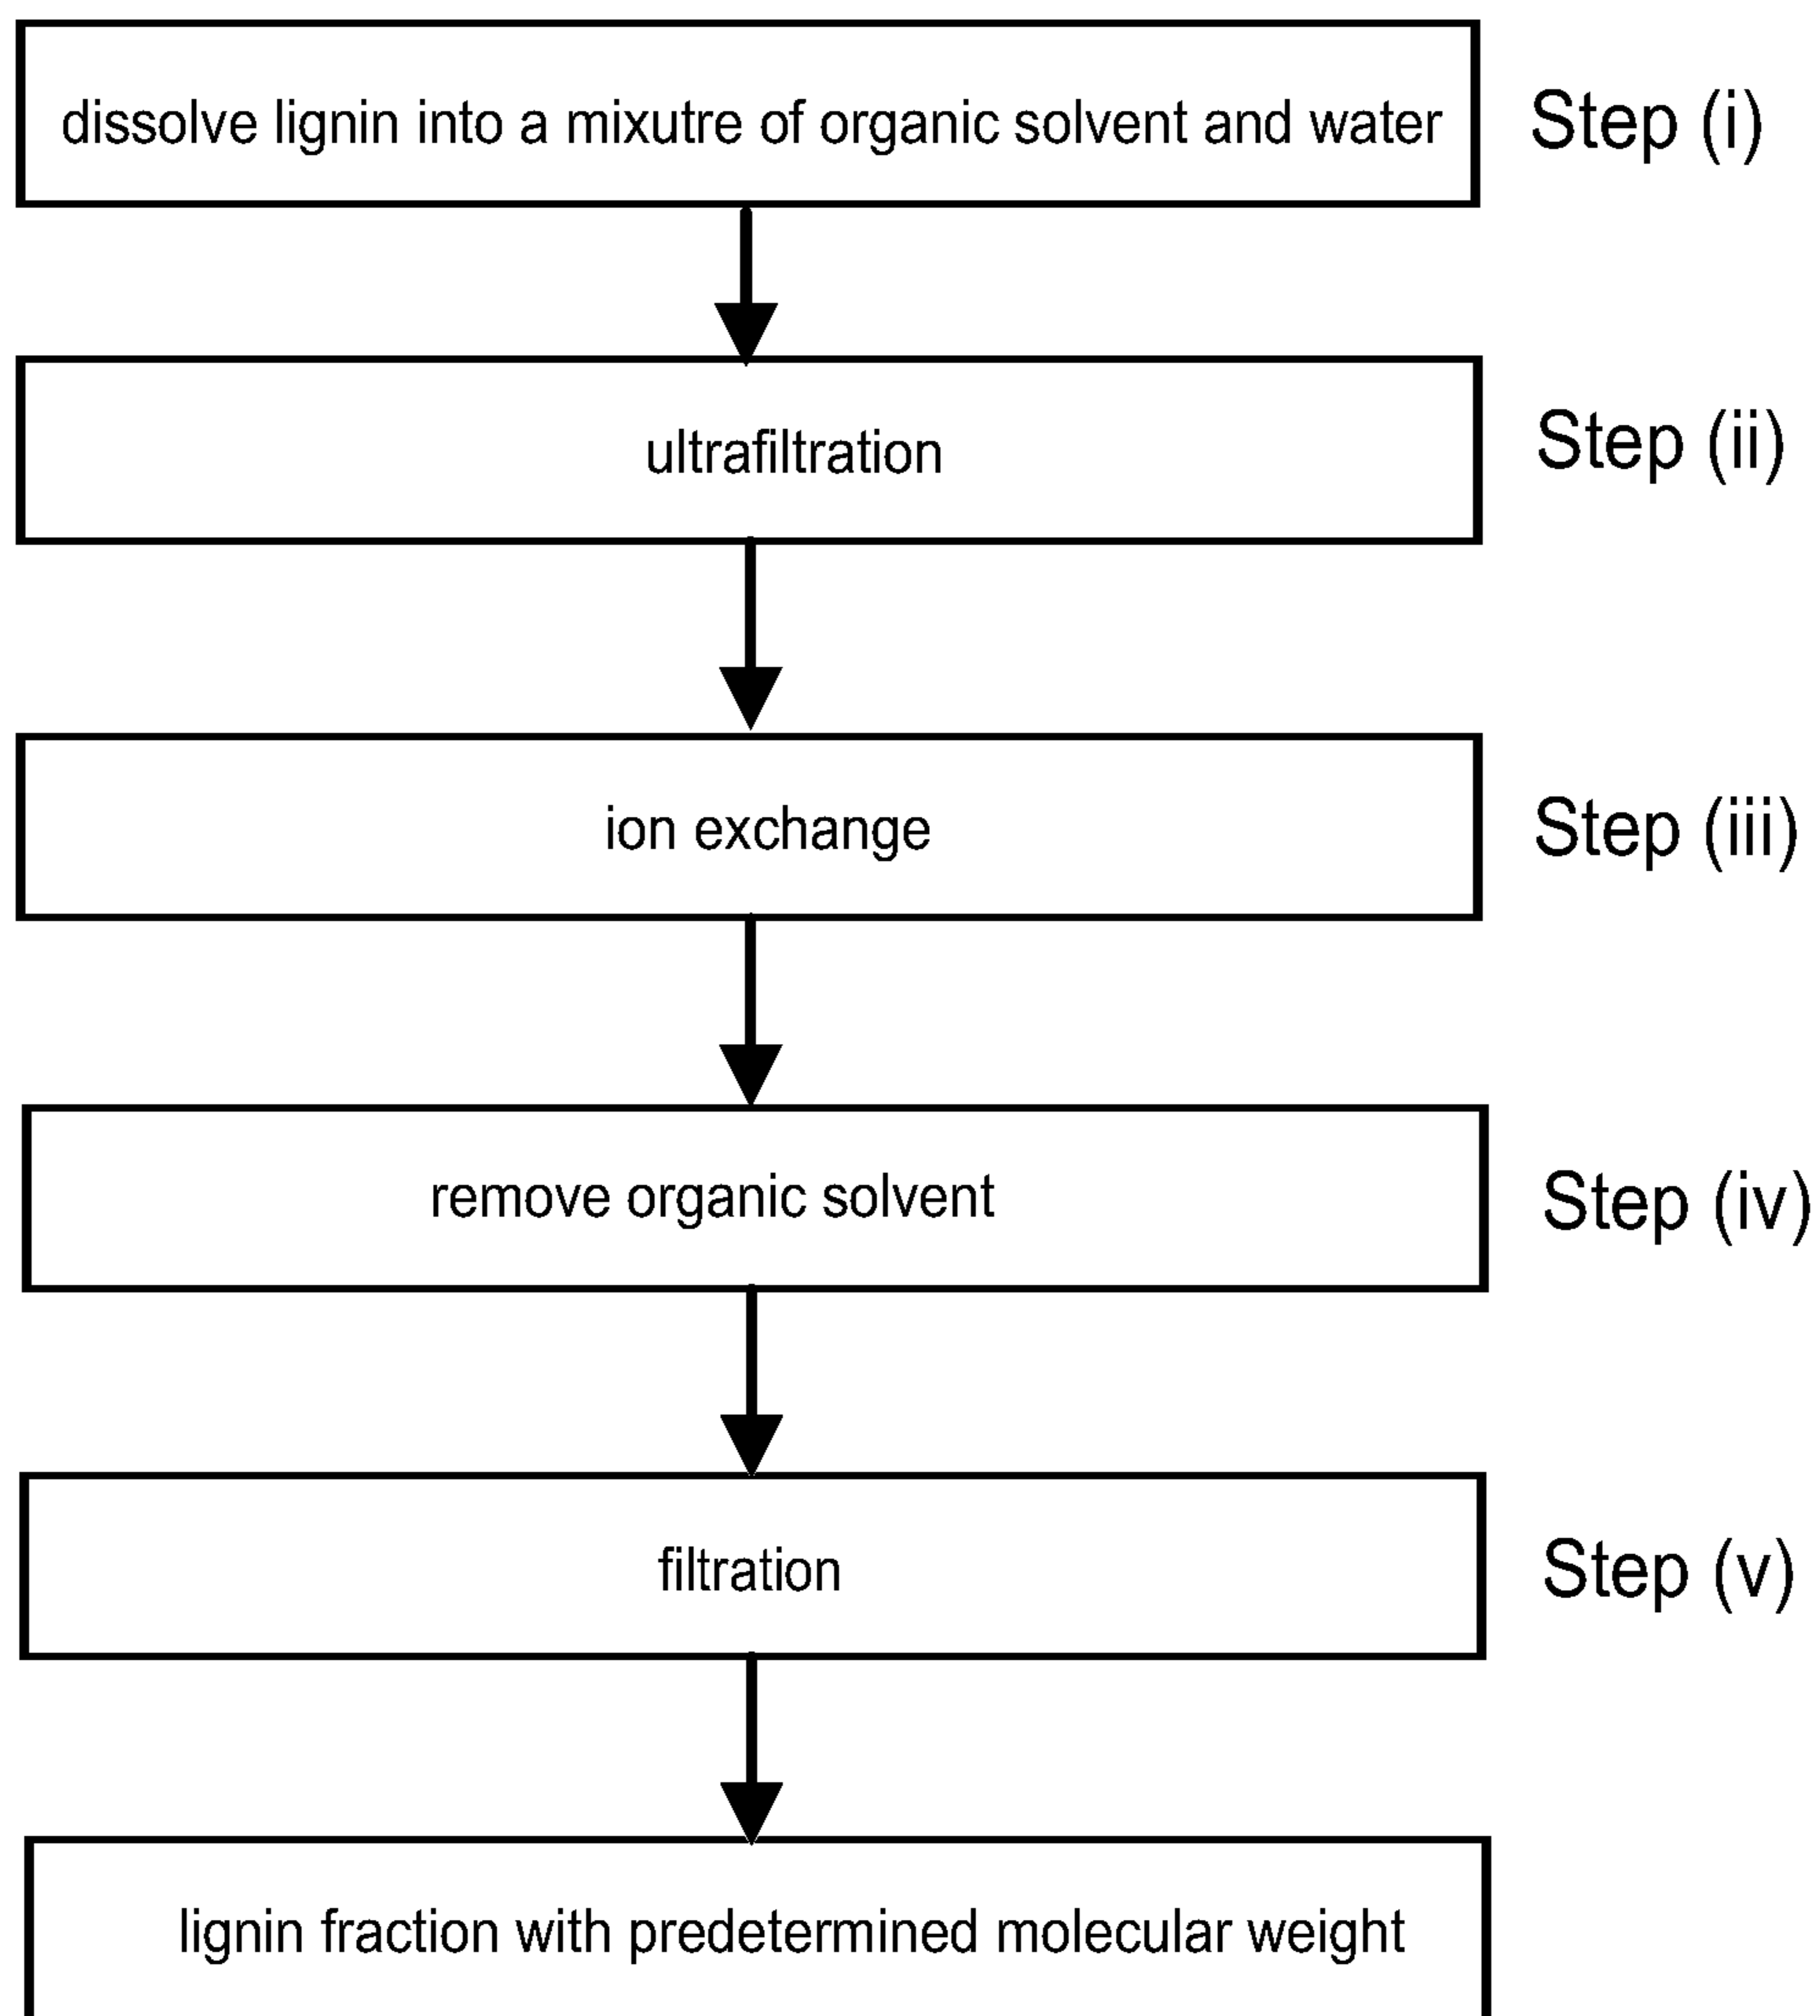 dissolve lignin into a mixutre of organic solvent and water
Step (i)
ultrafiltration
Step (ii)
ion exchange
Step (iii)
remove organic solvent
Step (iv)
filtration
Step (v)
lignin fraction with predetermined molecular weight